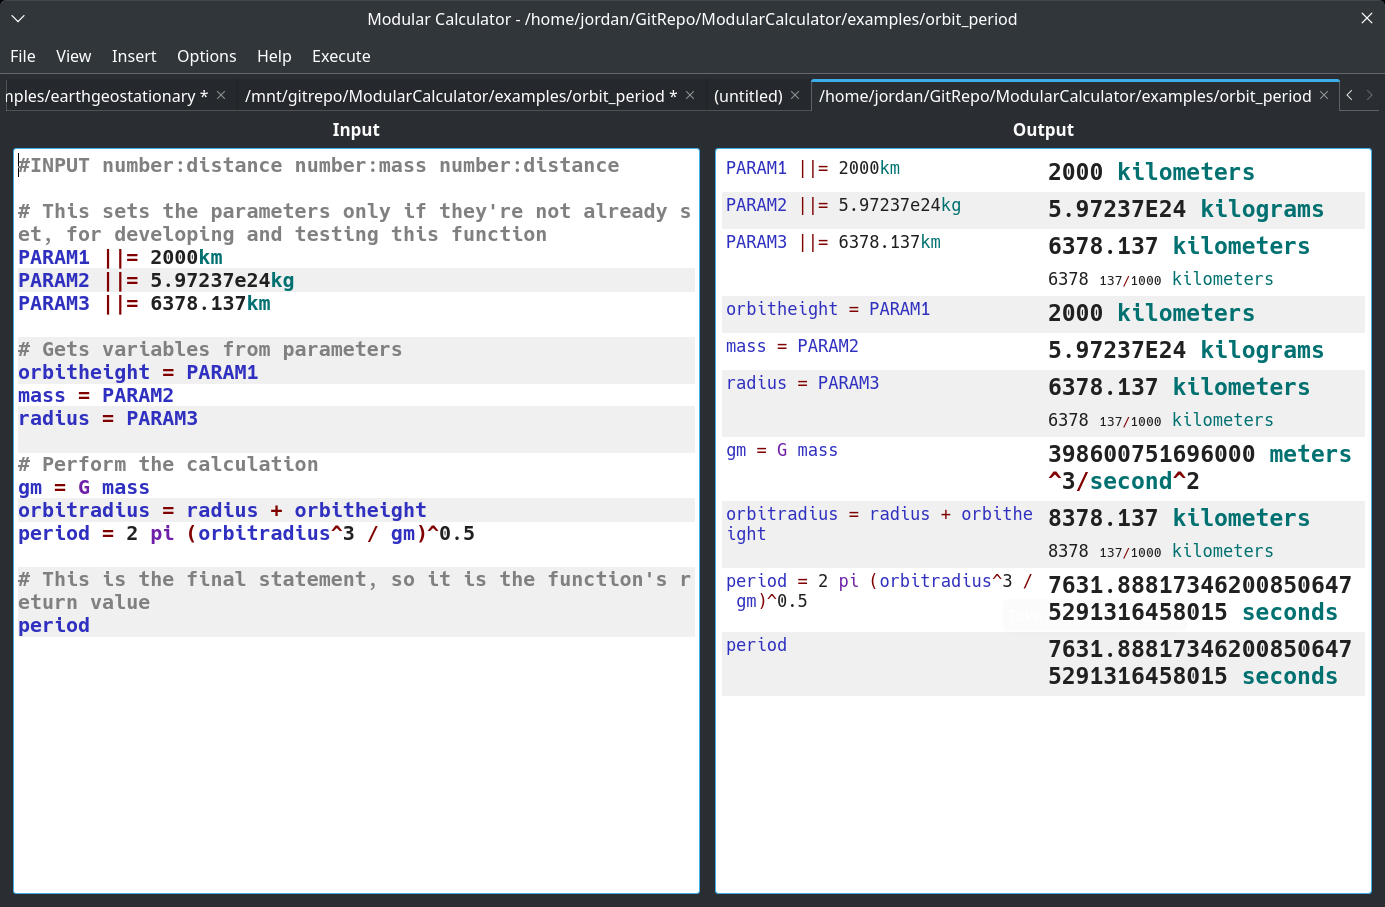 Modular Calculator - /home/jordan/GitRepo/ModularCalculator/examples/orbit_period
File View Insert Options Help Execute
nples/earthgeostationary * /mnt/gitrepo/ModularCalculator/examples/orbit_period * (untitled) /home/jordan/GitRepo/ModularCalculator/examples/orbit_period
Input
#INPUT number:distance number:mass number:distance
# This sets the parameters only if they're not already s
et, for developing and testing this function
PARAM1 ||= 2000km
PARAM2 ||= 5.97237e24kg
PARAM3 ||= 6378.137km
# Gets variables from parameters
orbitheight = PARAM1
mass = PARAM2
radius = PARAM3
# Perform the calculation
gm = G mass
orbitradius = radius + orbitheight
period = 2 pi (orbitradius^3 / gm)^0.5
# This is the final statement, so it is the function's r
eturn value
period
Output
PARAM1 ||= 2000km 2000 kilometers
PARAM2 ||= 5.97237e24kg 5.97237E24 kilograms
PARAM3 ||= 6378.137km 6378.137 kilometers
6378 137/1000 kilometers
orbitheight = PARAM1 2000 kilometers
mass = PARAM2 5.97237E24 kilograms
radius = PARAM3 6378.137 kilometers
6378 137/1000 kilometers
gm = G mass 398600751696000 meters
^3/second^2
orbitradius = radius + orbithe 8378.137 kilometers
ight
8378 137/1000 kilometers
period = 2 pi (orbitradius^3 / 7631.88817346200850647
gm)^0.5 5291316458015 seconds
period 7631.88817346200850647
5291316458015 seconds